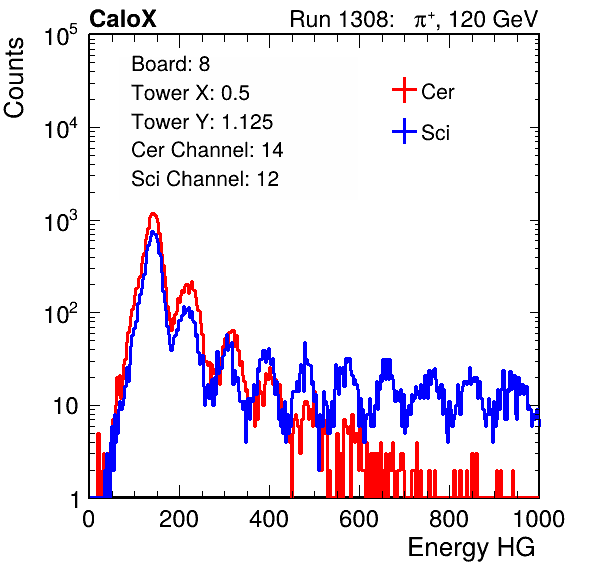 CaloX Run 1308: π⁺, 120 GeV
Counts
10⁵
10⁴
10³
10²
10
1
Board: 8
Tower X: 0.5
Tower Y: 1.125
Cer Channel: 14
Sci Channel: 12
Cer
Sci
0 200 400 600 800 1000
Energy HG